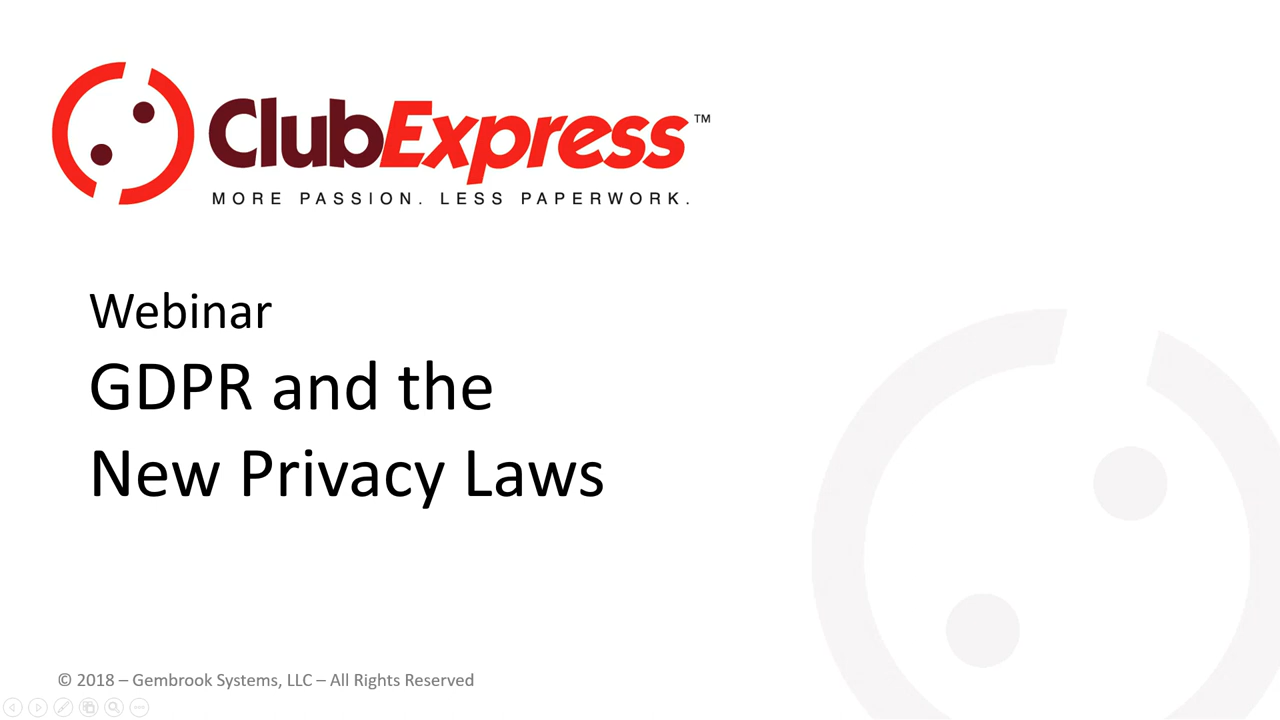 ClubExpress™
MORE PASSION. LESS PAPERWORK.
Webinar
GDPR and the
New Privacy Laws
© 2018 – Gembrook Systems, LLC – All Rights Reserved